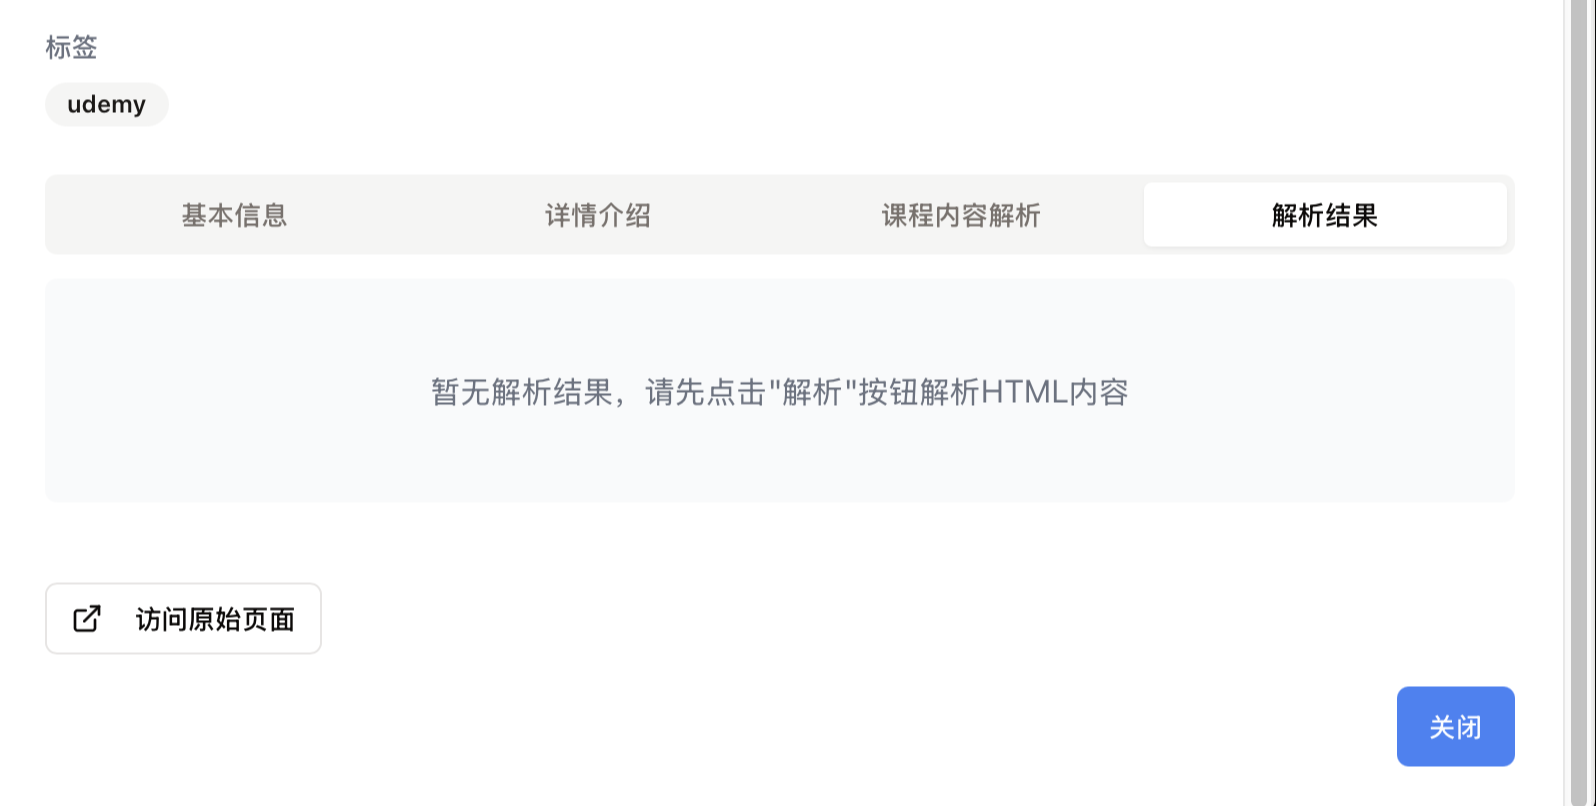 标签
udemy
基本信息
详情介绍
课程内容解析
解析结果
暂无解析结果，请先点击"解析"按钮解析HTML内容
访问原始页面
关闭